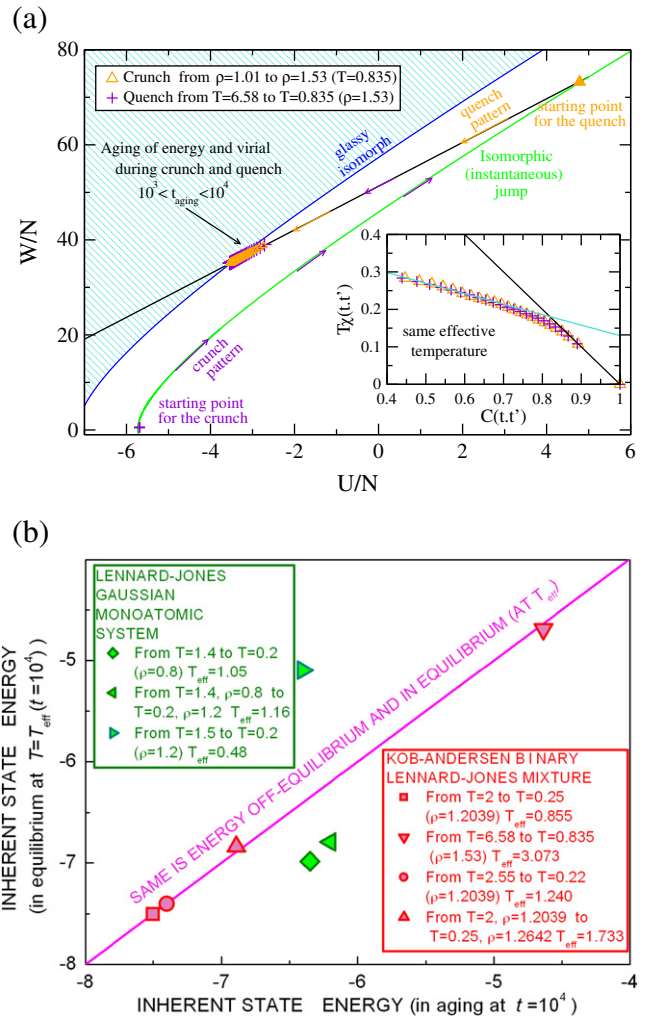 (a)
80
60
40
20
0
W/N
-6
-4
-2
0
2
4
6
U/N
Crunch from ρ=1.01 to ρ=1.53 (T=0.835)
Quench from T=6.58 to T=0.835 (ρ=1.53)
Aging of energy and virial
during crunch and quench
10³< t_aging <10⁴
glassy
isomorph
quench
pattern
starting point
for the quench
Isomorphic
(instantaneous)
jump
crunch
pattern
starting point
for the crunch
0.4
0.3
0.2
0.1
0
Tχ(t.t')
same effective
temperature
0.4
0.5
0.6
0.7
0.8
0.9
1
C(t.t')
(b)
LENNARD-JONES
GAUSSIAN
MONOATOMIC
SYSTEM
From T=1.4 to T=0.2
(ρ=0.8) T_eff=1.05
From T=1.4, ρ=0.8 to
T=0.2, ρ=1.2 T_eff=1.16
From T=1.5 to T=0.2
(ρ=1.2) T_eff=0.48
SAME IS ENERGY OFF-EQUILIBRIUM AND IN EQUILIBRIUM (AT T_eff)
KOB-ANDERSEN BINARY
LENNARD-JONES MIXTURE
From T=2 to T=0.25
(ρ=1.2039) T_eff=0.855
From T=6.58 to T=0.835
(ρ=1.53) T_eff=3.073
From T=2.55 to T=0.22
(ρ=1.2039) T_eff=1.240
From T=2, ρ=1.2039 to
T=0.25, ρ=1.2642 T_eff=1.733
INHERENT STATE ENERGY
(in equilibrium at T=T_eff(t=10⁴))
-5
-6
-7
-8
-8
-7
-6
-5
-4
INHERENT STATE ENERGY (in aging at t=10⁴)